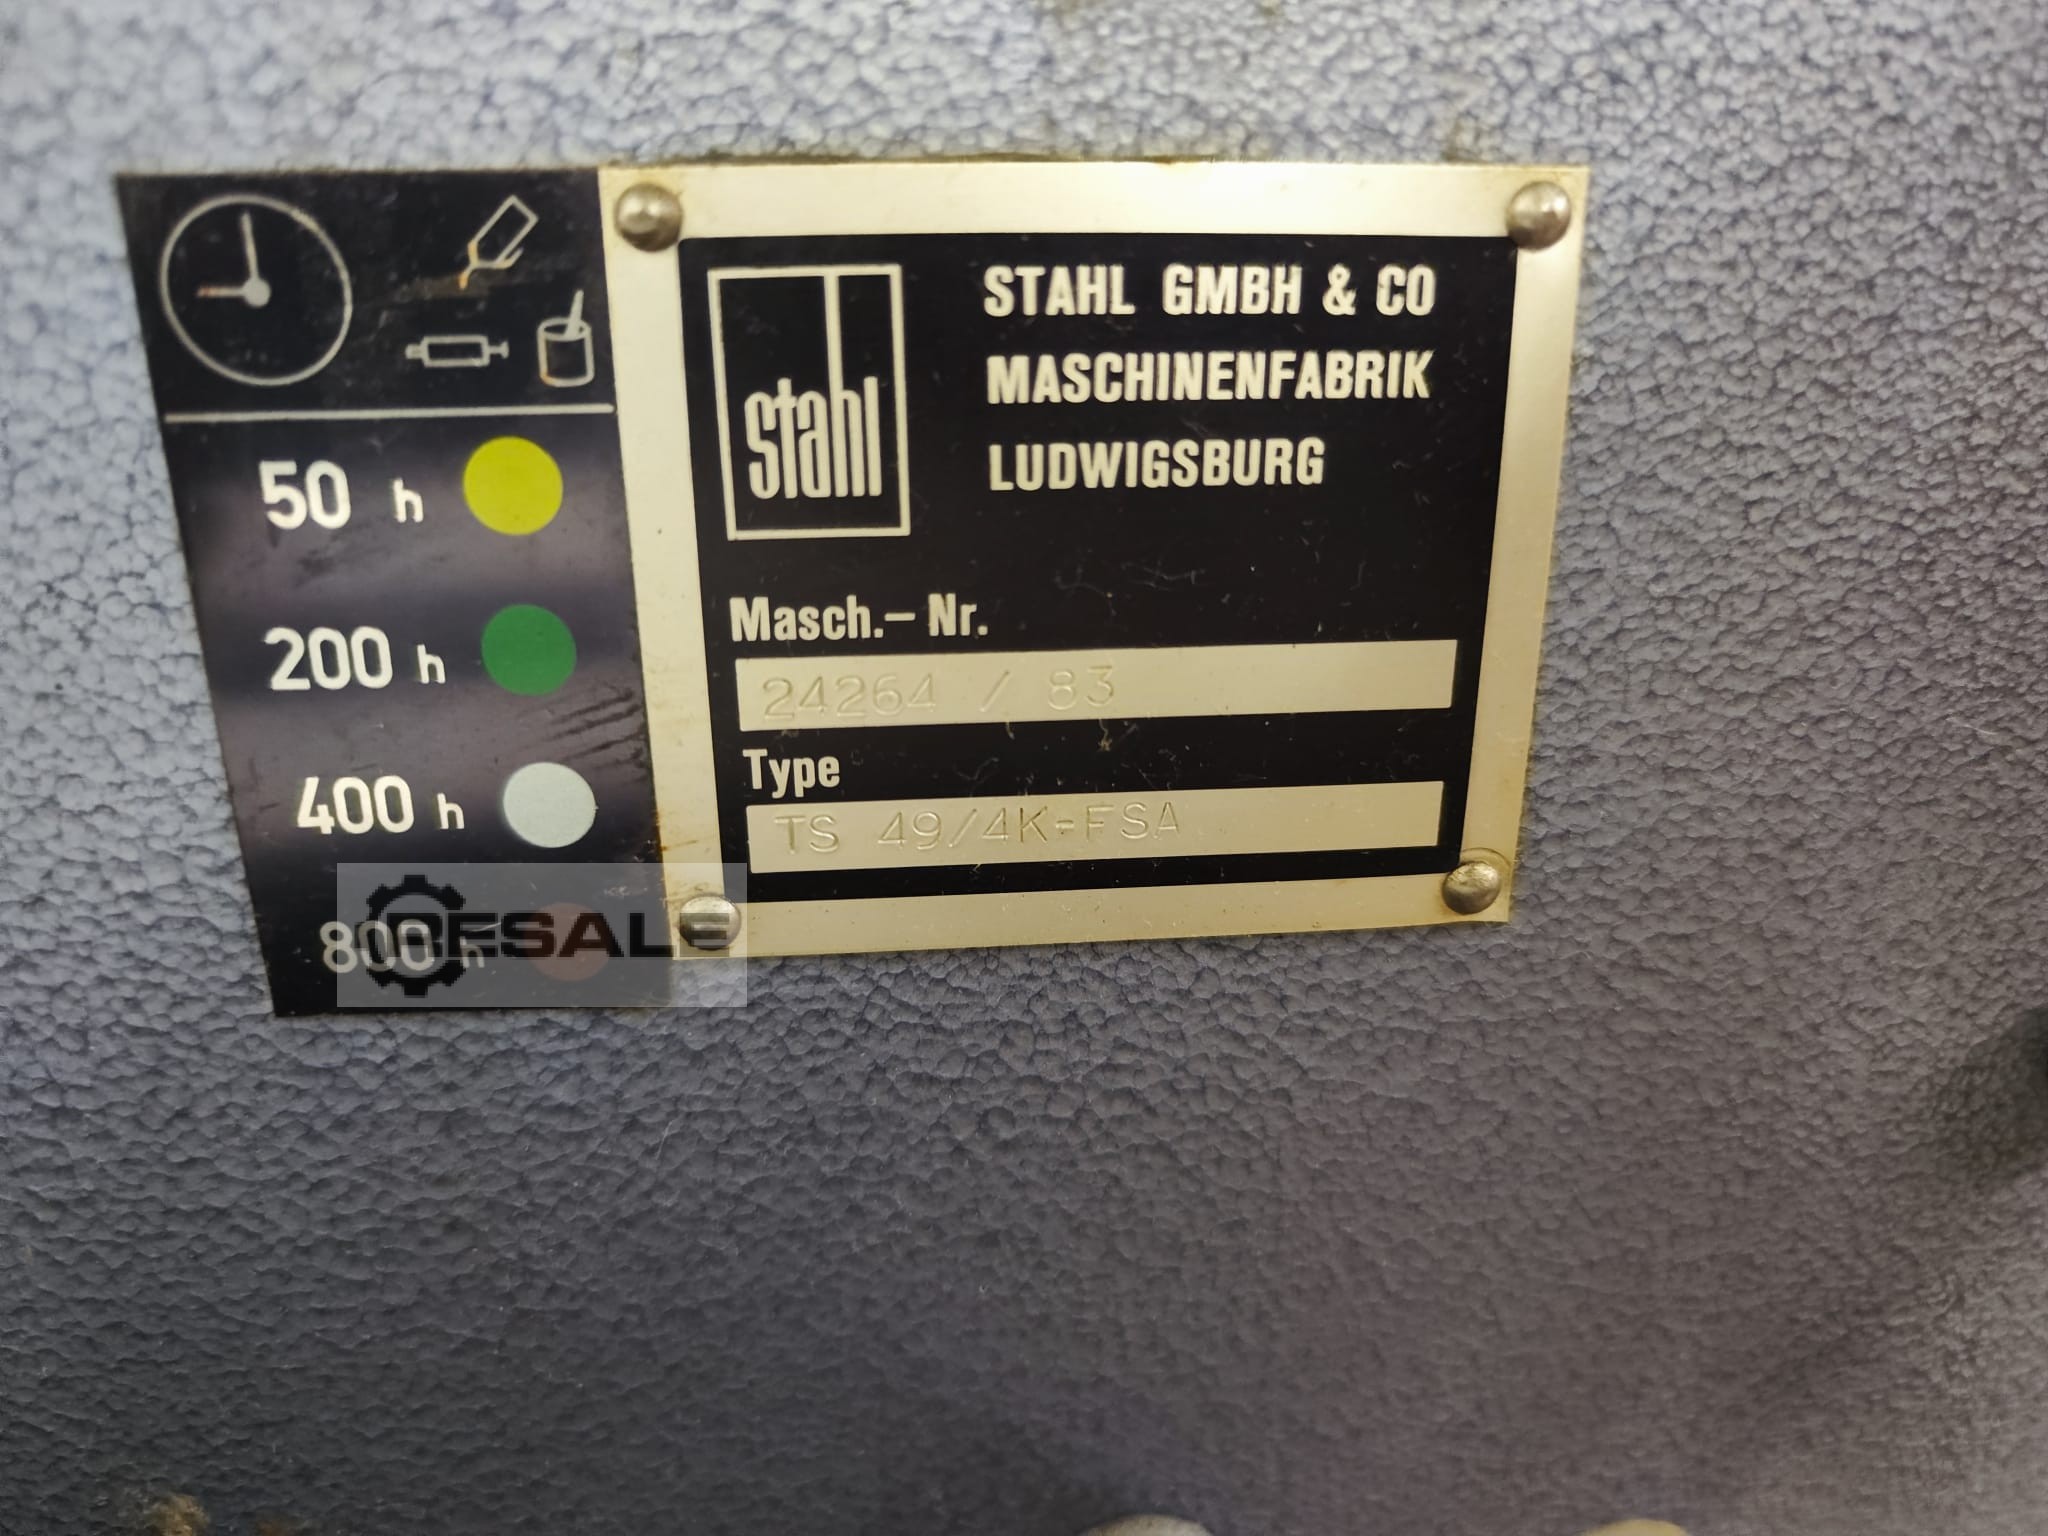 50 h
200 h
400 h
800 h
RESALE
stahl
STAHL GMBH & CO
MASCHINENFABRIK
LUDWIGSBURG
Masch.– Nr.
24264 / 83
Type
TS 49/4K-FSA